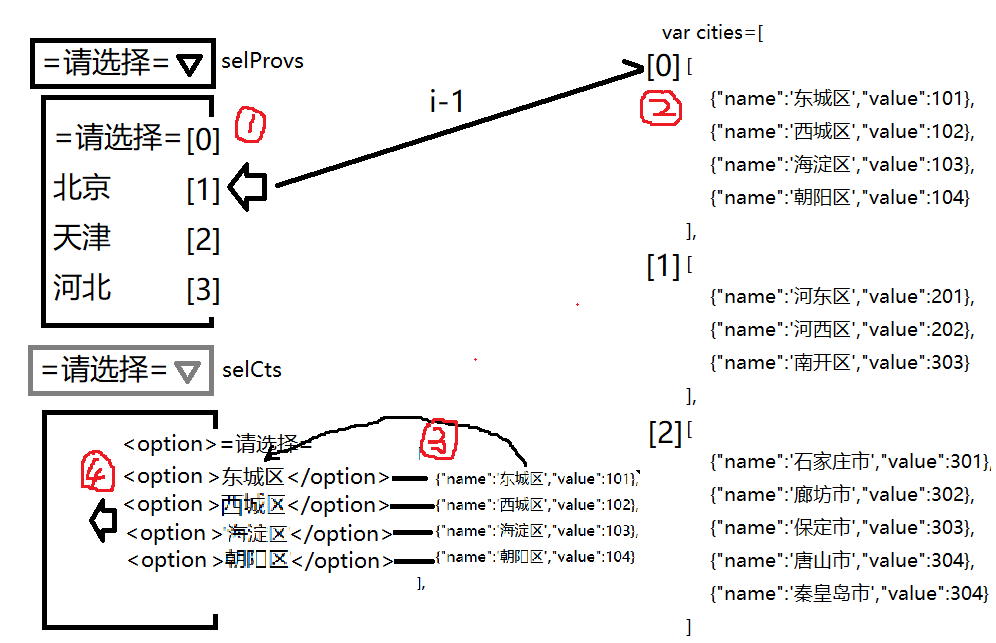 =请选择= selProvs
=请选择=[0]
①
北京 [1]
天津 [2]
河北 [3]
i-1
=请选择= selCts
④
<option>=请选择=
<option>东城区</option>
<option>西城区</option>
<option>海淀区</option>
<option>朝阳区</option>
③
{"name":'东城区',"value":101},
{"name":'西城区',"value":102},
{"name":'海淀区',"value":103},
{"name":'朝阳区',"value":104}
],
var cities=[
[0] [
②
{"name":'东城区',"value":101},
{"name":'西城区',"value":102},
{"name":'海淀区',"value":103},
{"name":'朝阳区',"value":104}
],
[1] [
{"name":'河东区',"value":201},
{"name":'河西区',"value":202},
{"name":'南开区',"value":303}
],
[2] [
{"name":'石家庄市',"value":301},
{"name":'廊坊市',"value":302},
{"name":'保定市',"value":303},
{"name":'唐山市',"value":304},
{"name":'秦皇岛市',"value":304}
]